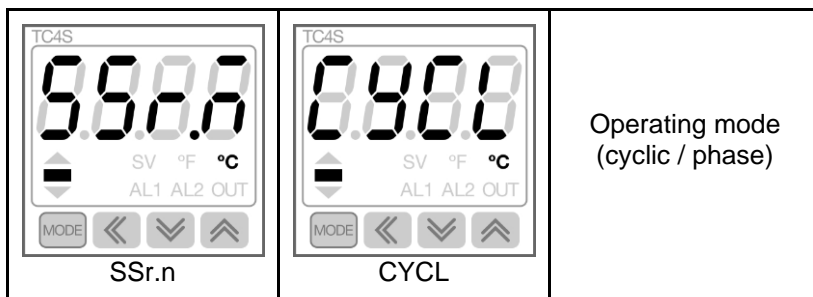 TC4S
SSr.n
SV °F °C
AL1 AL2 OUT
MODE
SSr.n
TC4S
CYCL
SV °F °C
AL1 AL2 OUT
MODE
CYCL
Operating mode
(cyclic / phase)